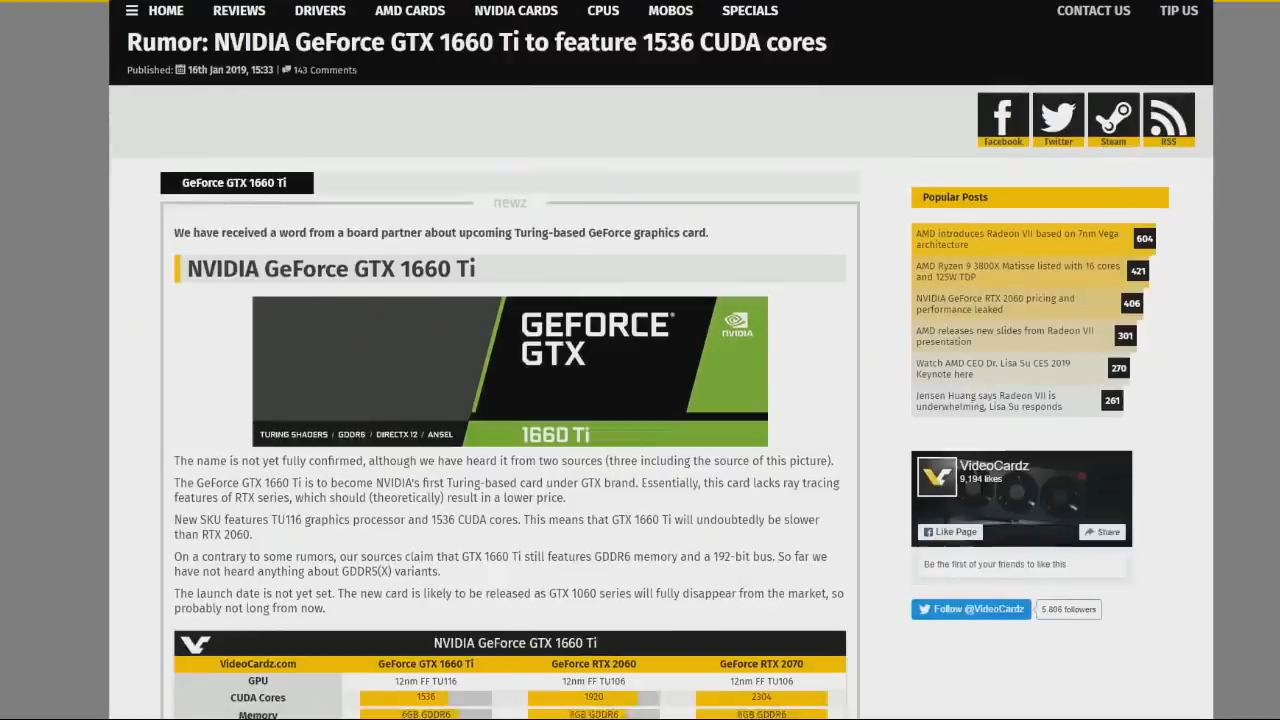 HOME REVIEWS DRIVERS AMD CARDS NVIDIA CARDS CPUS MOBOS SPECIALS CONTACT US TIP US
Rumor: NVIDIA GeForce GTX 1660 Ti to feature 1536 CUDA cores
Published: 16th Jan 2019, 15:33 | 143 Comments
Facebook Twitter Steam RSS
GeForce GTX 1660 Ti
newz
We have received a word from a board partner about upcoming Turing-based GeForce graphics card.
NVIDIA GeForce GTX 1660 Ti
GEFORCE®
GTX
NVIDIA
TURING SHADERS / GDDR6 / DIRECTX 12 / ANSEL
1660 Ti
The name is not yet fully confirmed, although we have heard it from two sources (three including the source of this picture).
The GeForce GTX 1660 Ti is to become NVIDIA's first Turing-based card under GTX brand. Essentially, this card lacks ray tracing
features of RTX series, which should (theoretically) result in a lower price.
New SKU features TU116 graphics processor and 1536 CUDA cores. This means that GTX 1660 Ti will undoubtedly be slower
than RTX 2060.
On a contrary to some rumors, our sources claim that GTX 1660 Ti still features GDDR6 memory and a 192-bit bus. So far we
have not heard anything about GDDR5(X) variants.
The launch date is not yet set. The new card is likely to be released as GTX 1060 series will fully disappear from the market, so
probably not long from now.
NVIDIA GeForce GTX 1660 Ti
VideoCardz.com GeForce GTX 1660 Ti GeForce RTX 2060 GeForce RTX 2070
GPU 12nm FF TU116 12nm FF TU106 12nm FF TU106
CUDA Cores 1536 1920 2304
Memory 6GB GDDR6 GDDR6 8GB GDDR6
Popular Posts
AMD introduces Radeon VII based on 7nm Vega
architecture
604
AMD Ryzen 9 3800X Matisse listed with 16 cores
and 125W TDP
421
NVIDIA GeForce RTX 2060 pricing and
performance leaked
406
AMD releases new slides from Radeon VII
presentation
301
Watch AMD CEO Dr. Lisa Su CES 2019
Keynote here
270
Jensen Huang says Radeon VII is
underwhelming, Lisa Su responds
261
VideoCardz
9,194 likes
Like Page Share
Be the first of your friends to like this
Follow @VideoCardz 5,806 followers